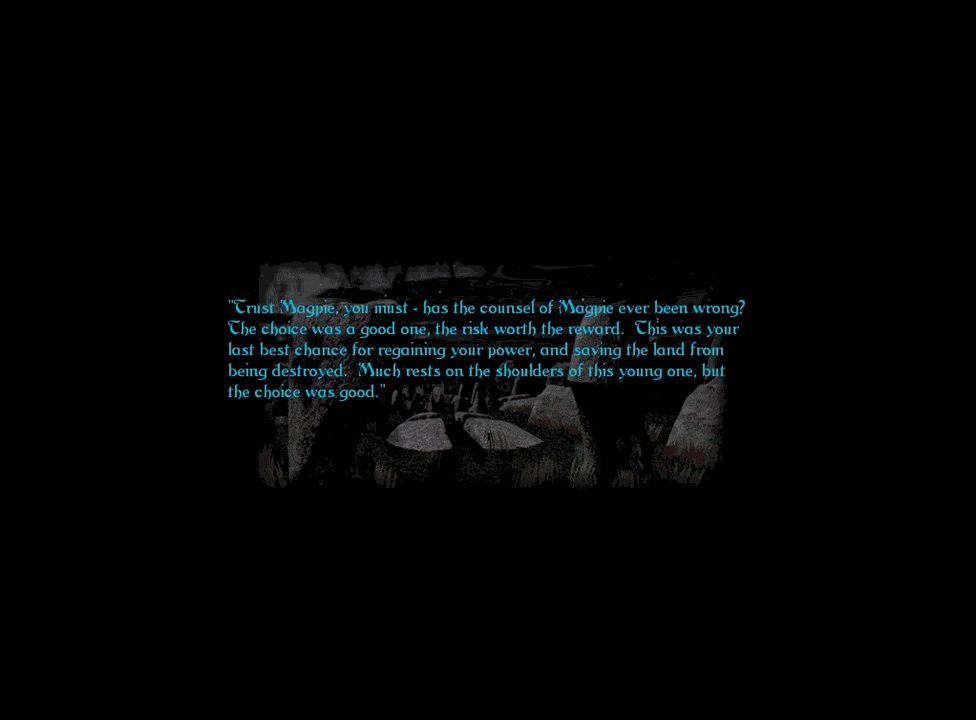 "Trust Magpie, you must - has the counsel of Magpie ever been wrong?
The choice was a good one, the risk worth the reward.  This was your
last best chance for regaining your power, and saving the land from
being destroyed.  Much rests on the shoulders of this young one, but
the choice was good."